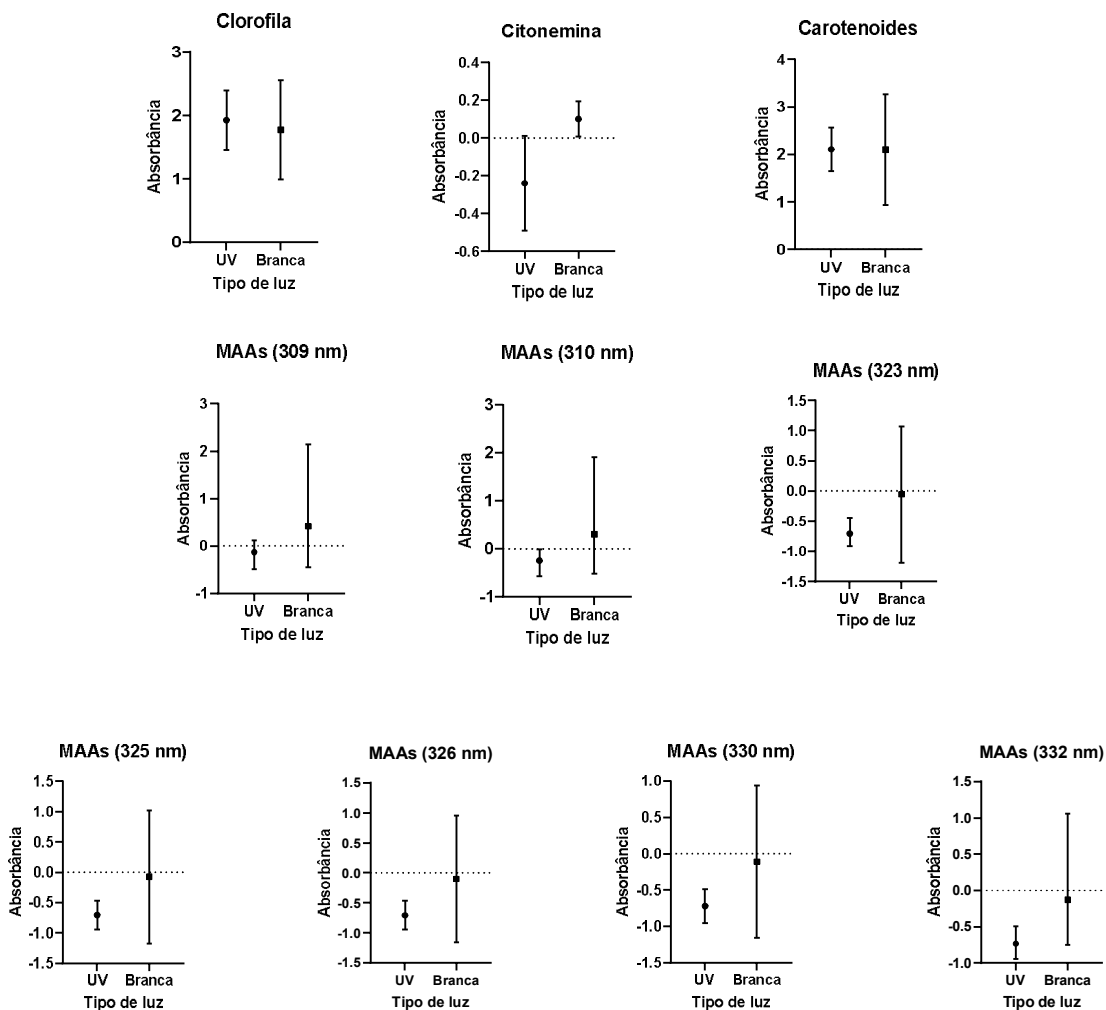 Clorofila
3
2
1
0
Absorbância
UV Branca
Tipo de luz
Citonemina
0.4
0.2
0.0
-0.2
-0.4
-0.6
Absorbância
UV Branca
Tipo de luz
Carotenoides
4
3
2
1
0
Absorbância
UV Branca
Tipo de luz
MAAs (309 nm)
3
2
1
0
-1
Absorbância
UV Branca
Tipo de luz
MAAs (310 nm)
3
2
1
0
-1
Absorbância
UV Branca
Tipo de luz
MAAs (323 nm)
1.5
1.0
0.5
0.0
-0.5
-1.0
-1.5
Absorbância
UV Branca
Tipo de luz
MAAs (325 nm)
1.5
1.0
0.5
0.0
-0.5
-1.0
-1.5
Absorbância
UV Branca
Tipo de luz
MAAs (326 nm)
1.5
1.0
0.5
0.0
-0.5
-1.0
-1.5
Absorbância
UV Branca
Tipo de luz
MAAs (330 nm)
1.0
0.5
0.0
-0.5
-1.0
-1.5
Absorbância
UV Branca
Tipo de luz
MAAs (332 nm)
1.5
1.0
0.5
0.0
-0.5
-1.0
Absorbância
UV Branca
Tipo de luz